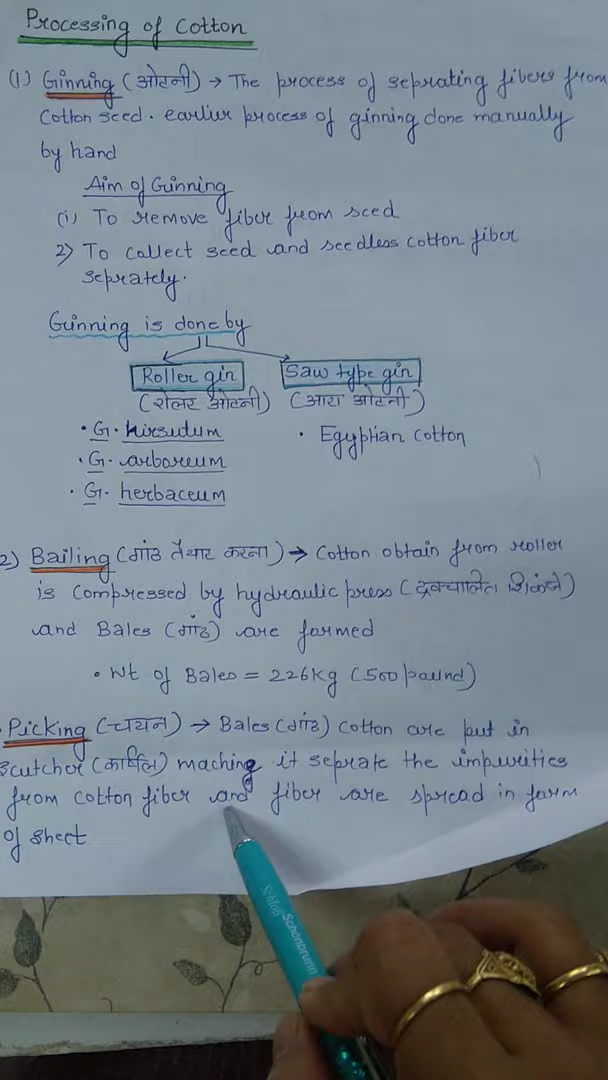 Processing of Cotton
(1) Ginning (ओटनी) → The process of seprating fibers from
Cotton seed. earlier process of ginning done manually
by hand
Aim of Ginning
(i) To remove fiber from seed
2) To collect seed and seedless cotton fiber
seprately.
Ginning is done by
Roller gin Saw type gin
(रोलर ओटनी) (आरा ओटनी)
• G. hirsutum • Egyptian Cotton
• G. arboreum
• G. herbaceum
2) Bailing (गांठ तैयार करना) → Cotton obtain from roller
is compressed by hydraulic press (द्रवचालित शिकंजे)
and Bales (गांठ) are formed
• Wt of Bales = 226kg (500 pound)
Picking (चयन) → Bales (गांठ) Cotton are put in
Scutcher maching it seprate the impurities
from cotton fiber and fiber are spread in form
of sheet
Schloß Schönbrunn